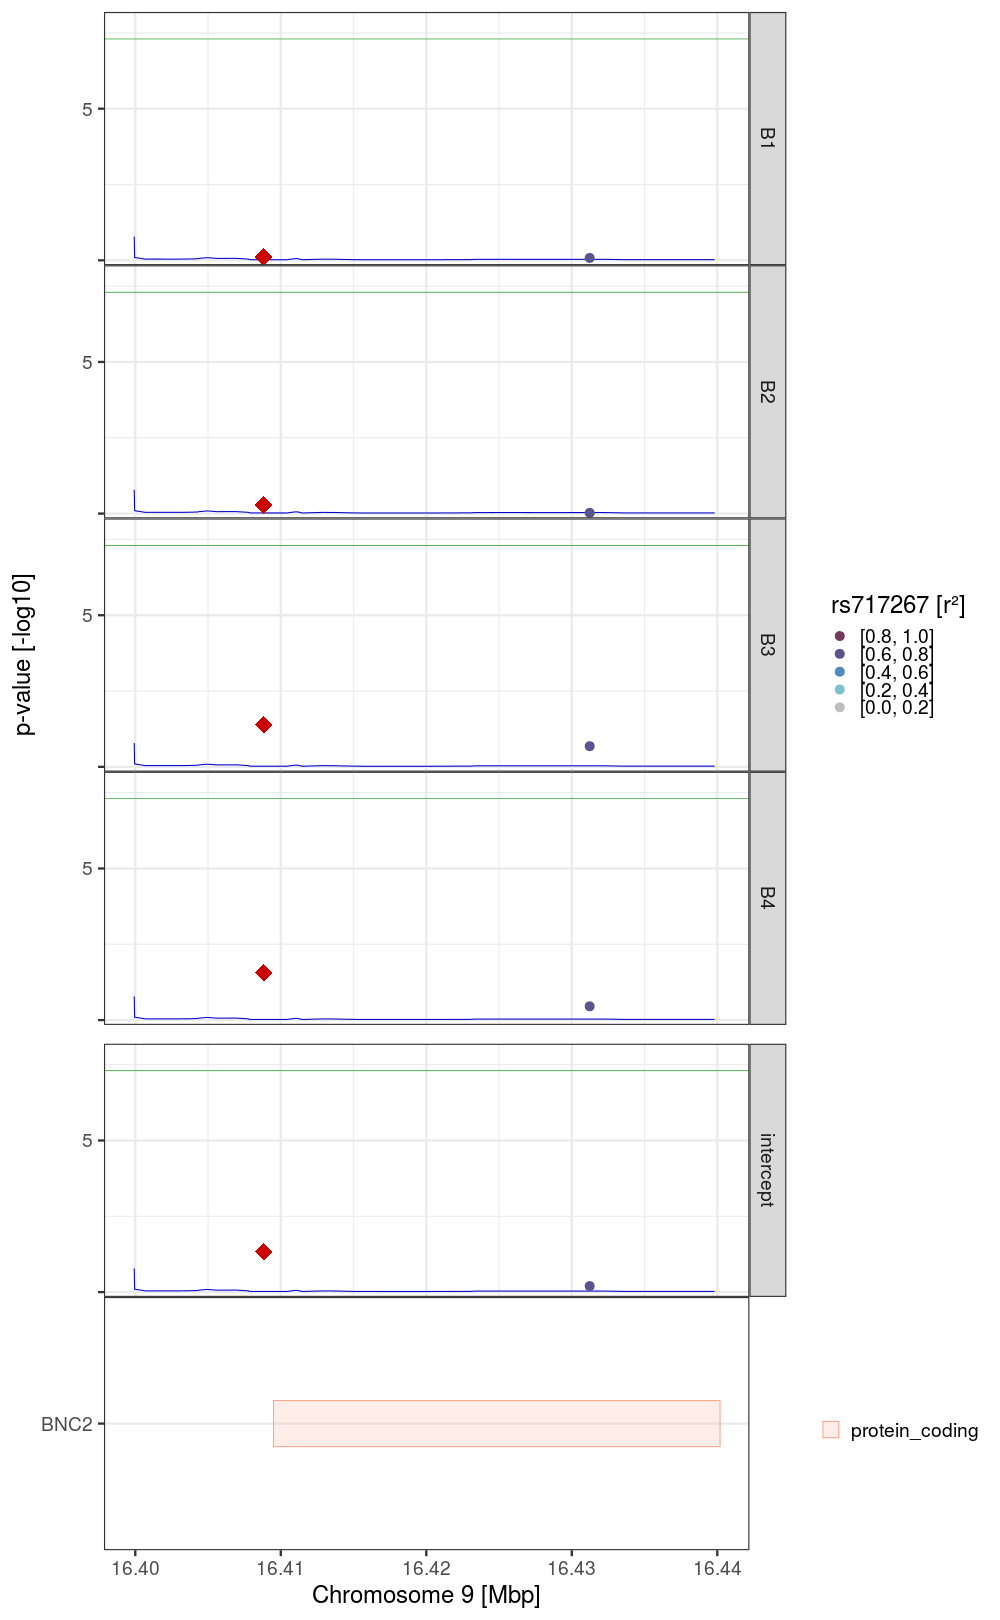 5
B1
5
B2
5
B3
5
B4
5
intercept
p-value [-log10]
rs717267 [r²]
[0.8, 1.0]
[0.6, 0.8]
[0.4, 0.6]
[0.2, 0.4]
[0.0, 0.2]
BNC2
protein_coding
16.40 16.41 16.42 16.43 16.44
Chromosome 9 [Mbp]